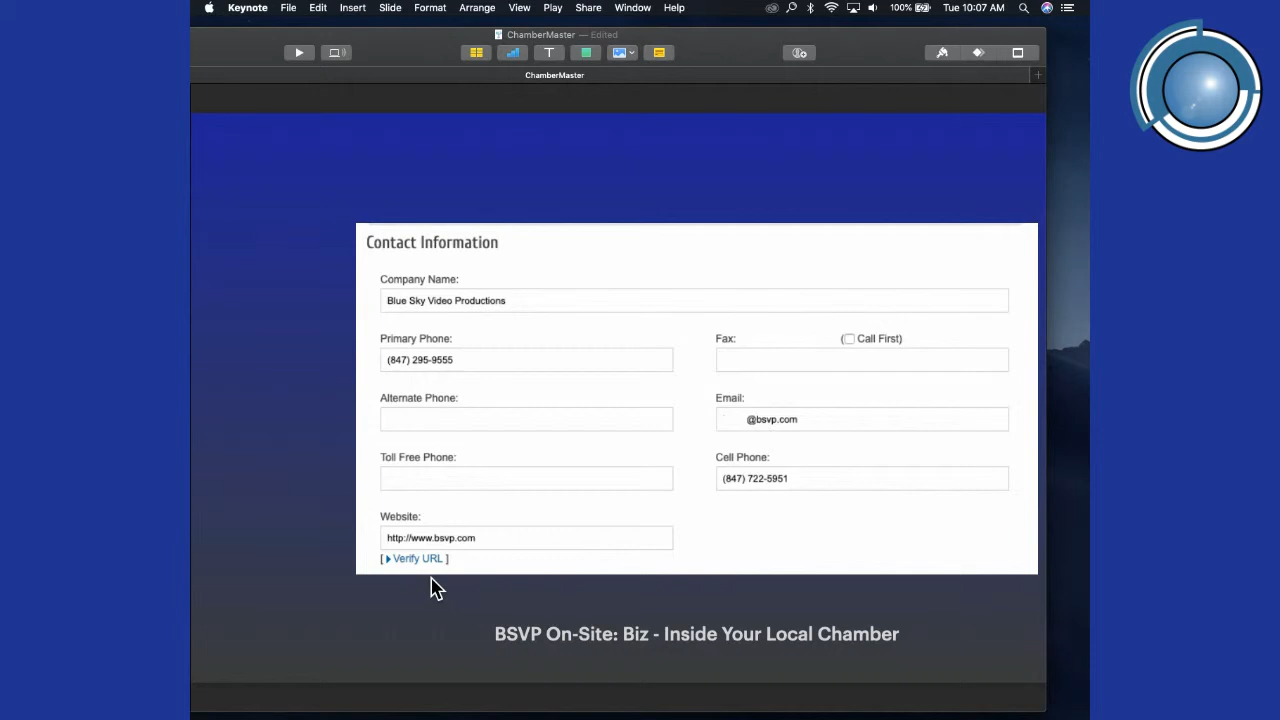 Keynote File Edit Insert Slide Format Arrange View Play Share Window Help 100% Tue 10:07 AM
ChamberMaster — Edited
ChamberMaster
Contact Information
Company Name:
Blue Sky Video Productions
Primary Phone: Fax: ( Call First)
(847) 295-9555
Alternate Phone: Email:
@bsvp.com
Toll Free Phone: Cell Phone:
(847) 722-5951
Website:
http://www.bsvp.com
[ Verify URL ]
BSVP On-Site: Biz - Inside Your Local Chamber